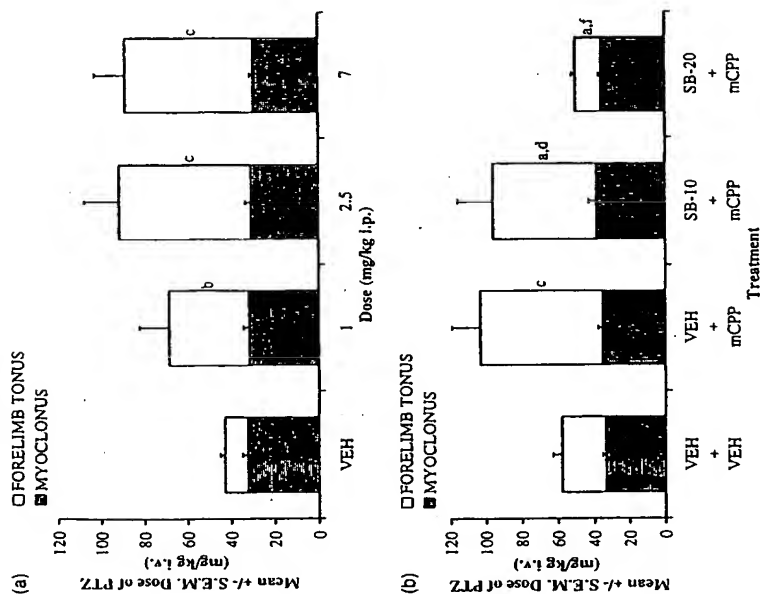 (a)
FORELIMB TONUS
MYOCLONUS
Mean +/- S.E.M. Dose of PTZ
(mg/kg i.v.)
120
100
80
60
40
20
0
b
c
c
VEH
1
2.5
7
Dose (mg/kg i.p.)
(b)
FORELIMB TONUS
MYOCLONUS
Mean +/- S.E.M. Dose of PTZ
(mg/kg i.v.)
120
100
80
60
40
20
0
c
a,d
a,f
VEH
+
VEH
VEH
+
mCPP
SB-10
+
mCPP
SB-20
+
mCPP
Treatment